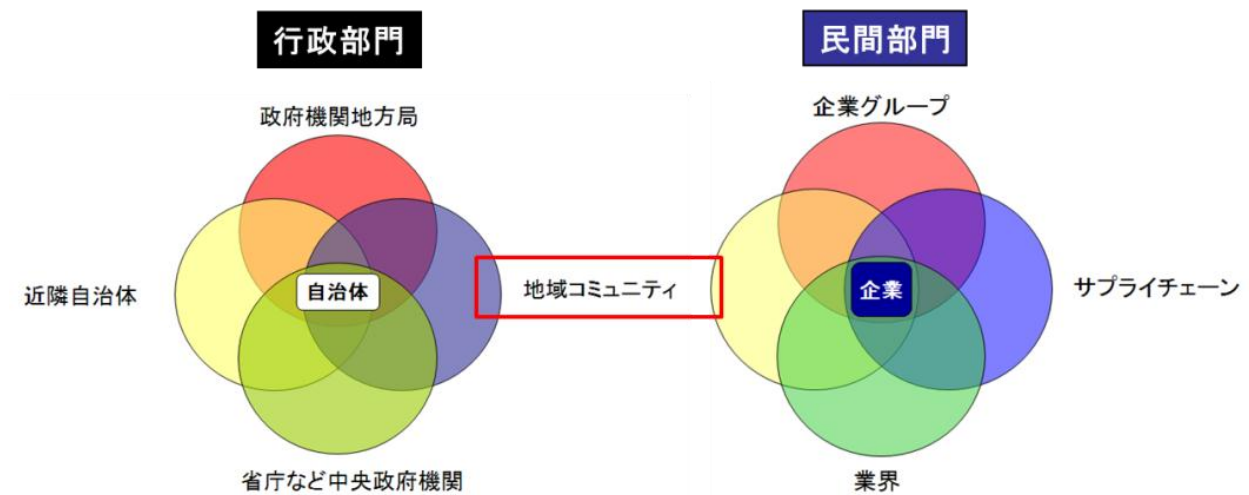 行政部門
民間部門
政府機関地方局
企業グループ
近隣自治体
自治体
地域コミュニティ
企業
サプライチェーン
省庁など中央政府機関
業界